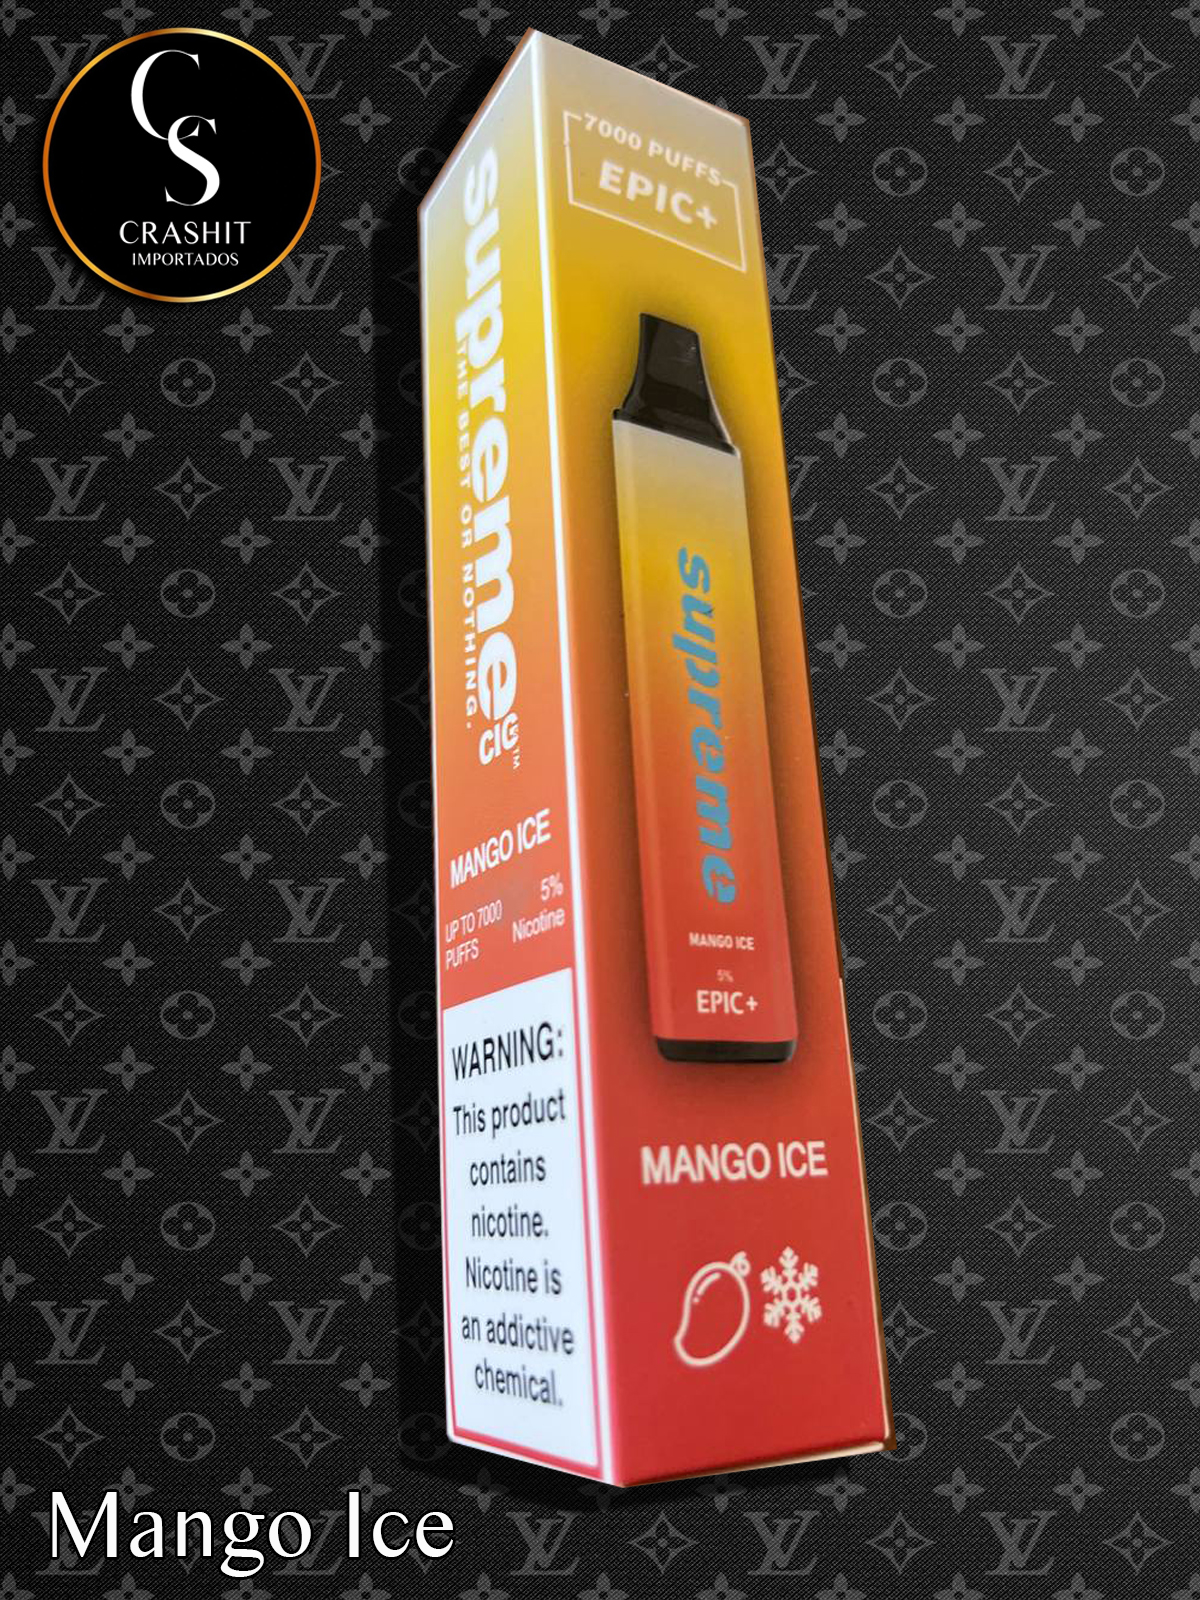 CS
CRASHIT
IMPORTADOS
7000 PUFFS
EPIC+
supreme
CIG™
THE BEST OR NOTHING.
MANGO ICE
UP TO 7000
PUFFS
5%
Nicotine
WARNING:
This product
contains
nicotine.
Nicotine is
an addictive
chemical.
supreme
MANGO ICE
5%
EPIC+
MANGO ICE
Mango Ice